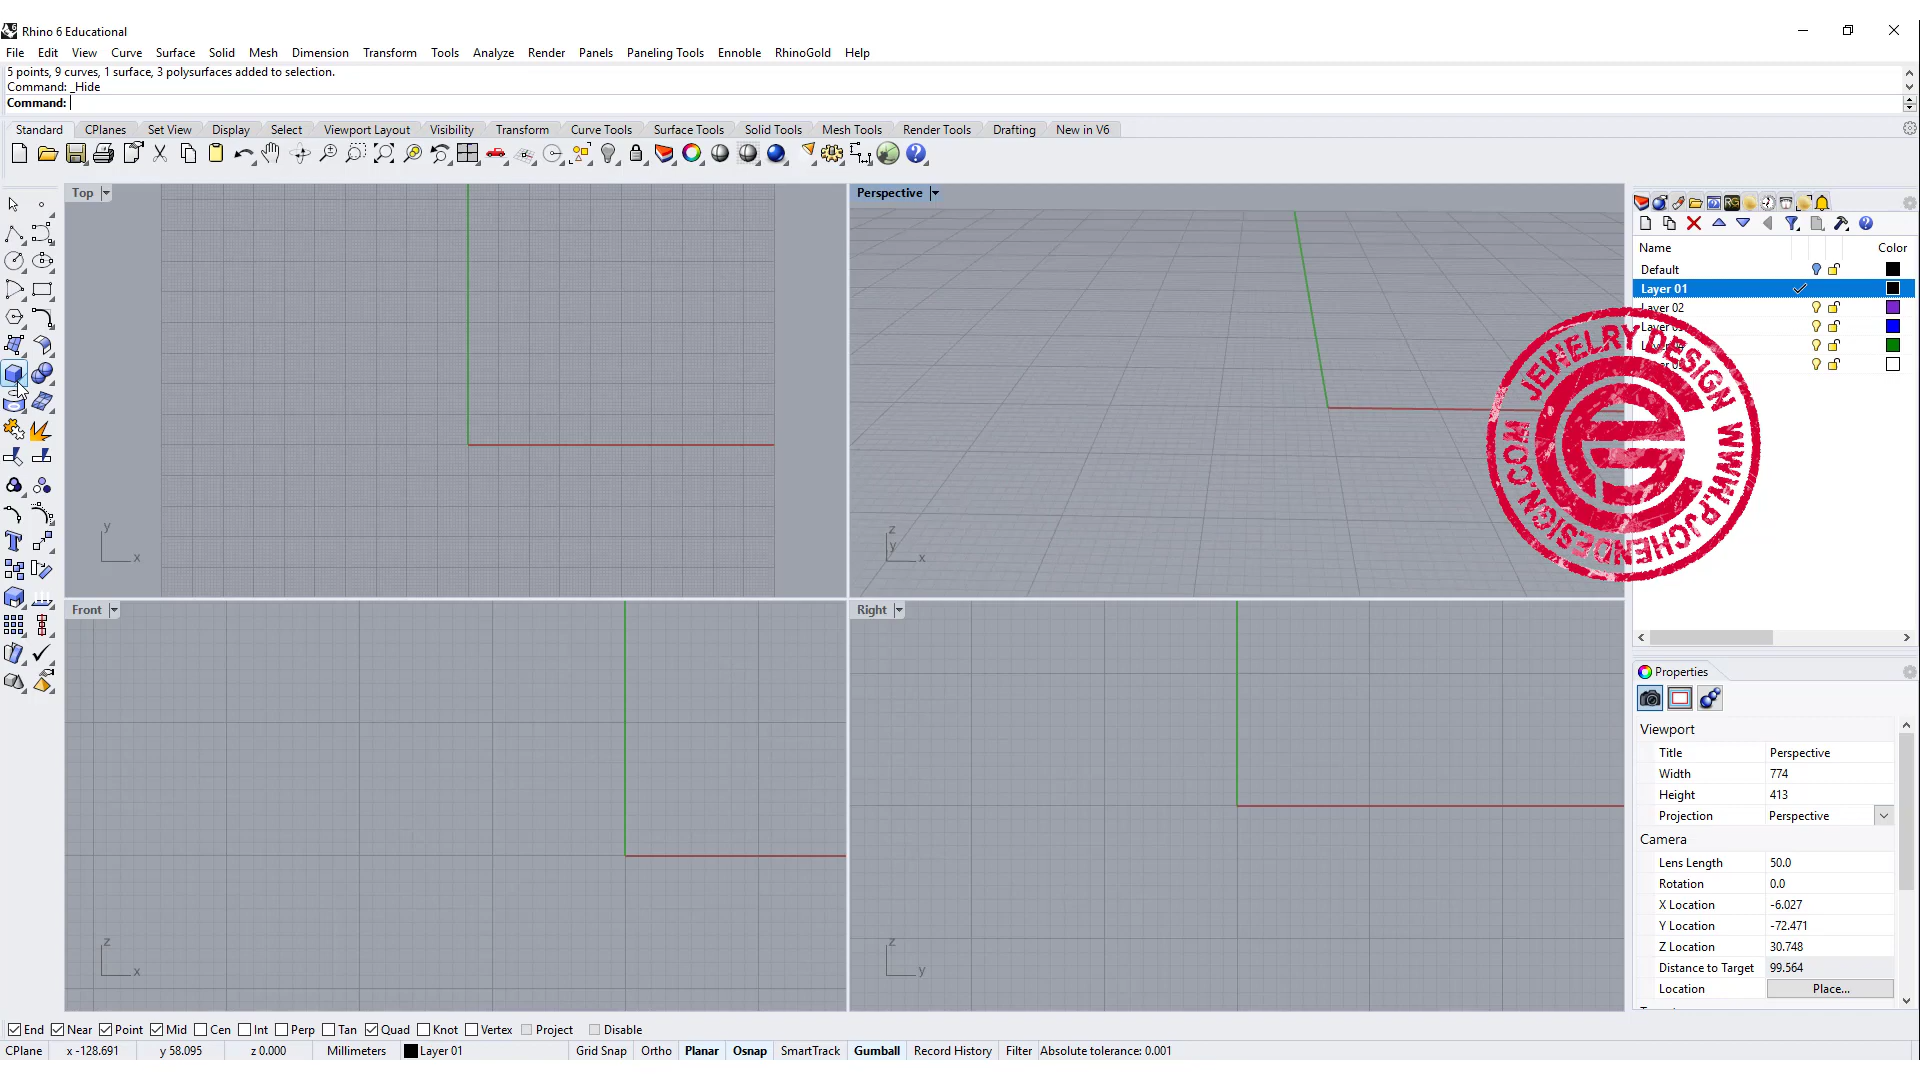 Rhino 6 Educational
File Edit View Curve Surface Solid Mesh Dimension Transform Tools Analyze Render Panels Paneling Tools Ennoble RhinoGold Help
5 points, 9 curves, 1 surface, 3 polysurfaces added to selection.
Command: _Hide
Command:
Standard CPlanes Set View Display Select Viewport Layout Visibility Transform Curve Tools Surface Tools Solid Tools Mesh Tools Render Tools Drafting New in V6
Top
Perspective
Name Color
Default
Layer 01
Layer 02
JEWELRY DESIGN WWW.PJCHENDESIGN.COM
y
x
z
y
x
Front
Right
z
x
z
y
Properties
Viewport
Title Perspective
Width 774
Height 413
Projection Perspective
Camera
Lens Length 50.0
Rotation 0.0
X Location -6.027
Y Location -72.471
Z Location 30.748
Distance to Target 99.564
Location Place...
End Near Point Mid Cen Int Perp Tan Quad Knot Vertex Project Disable
CPlane x -128.691 y 58.095 z 0.000 Millimeters Layer 01 Grid Snap Ortho Planar Osnap SmartTrack Gumball Record History Filter Absolute tolerance: 0.001